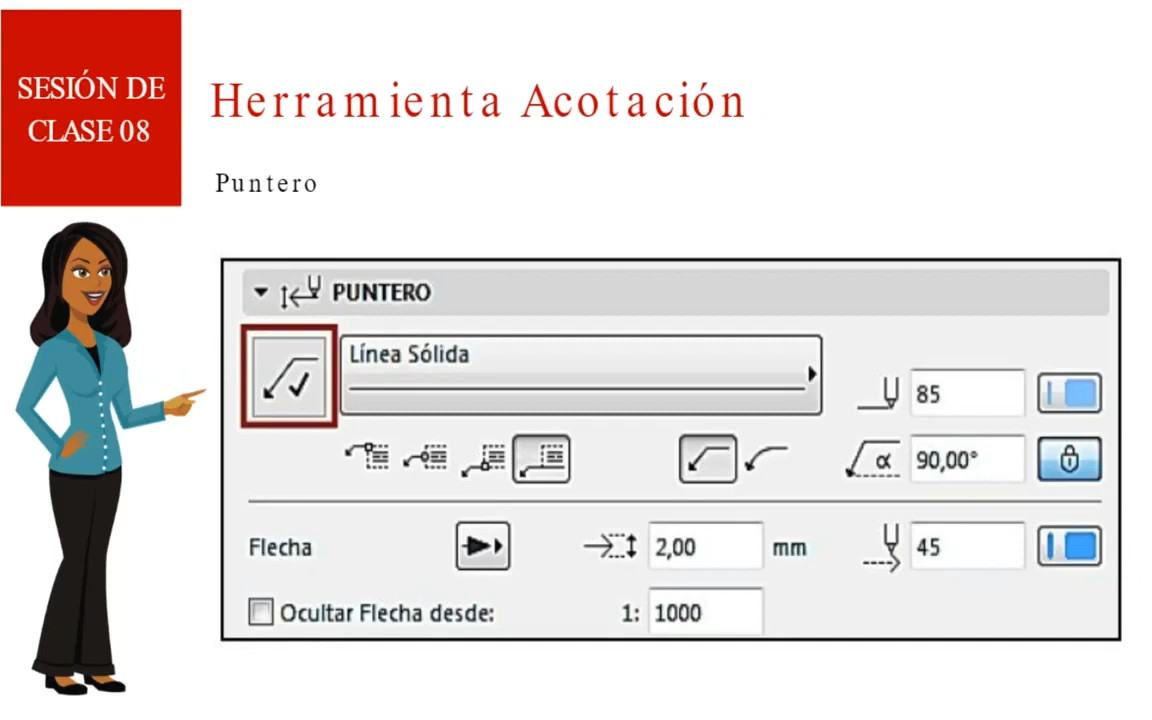 SESIÓN DE
CLASE 08
Herramienta Acotación
Puntero
PUNTERO
Línea Sólida
85
α 90,00°
Flecha 2,00 mm 45
Ocultar Flecha desde: 1: 1000